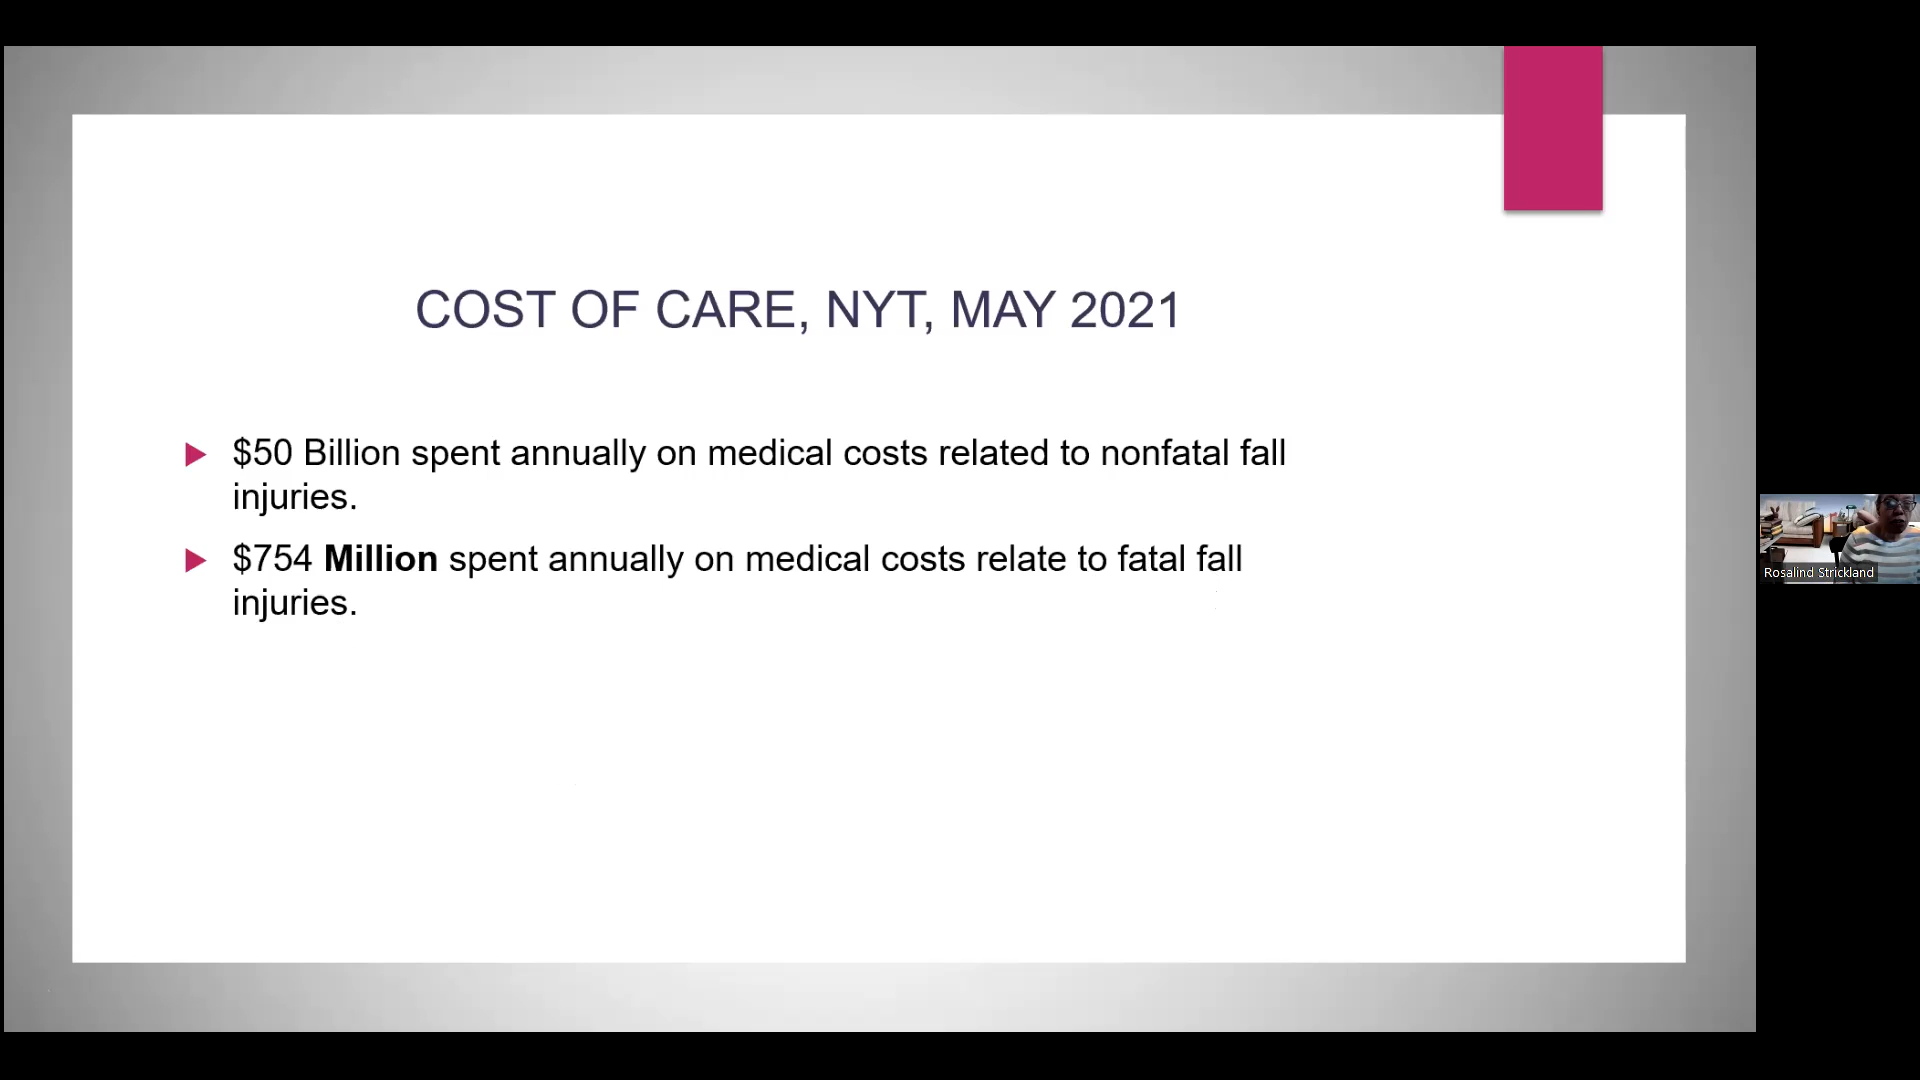 COST OF CARE, NYT, MAY 2021
$50 Billion spent annually on medical costs related to nonfatal fall
injuries.
$754 Million spent annually on medical costs relate to fatal fall
injuries.
Rosalind Strickland